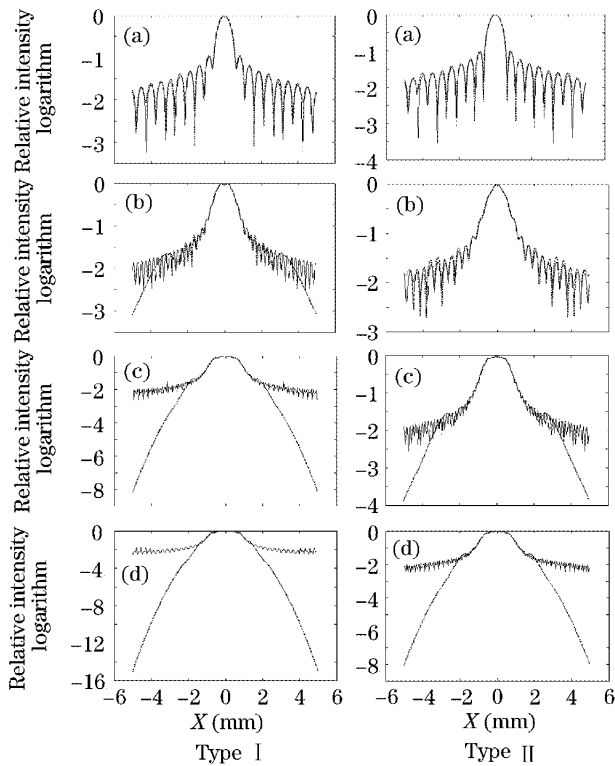 Relative intensity
logarithm
0
−1
−2
−3
(a)
0
−1
−2
−3
−4
(a)
Relative intensity
logarithm
0
−1
−2
−3
(b)
0
−1
−2
−3
(b)
Relative intensity
logarithm
0
−2
−4
−6
−8
(c)
0
−1
−2
−3
−4
(c)
Relative intensity
logarithm
0
−4
−8
−12
−16
(d)
0
−2
−4
−6
−8
(d)
−6 −4 −2 0 2 4 6
−6 −4 −2 0 2 4 6
X (mm)
X (mm)
Type Ⅰ
Type Ⅱ